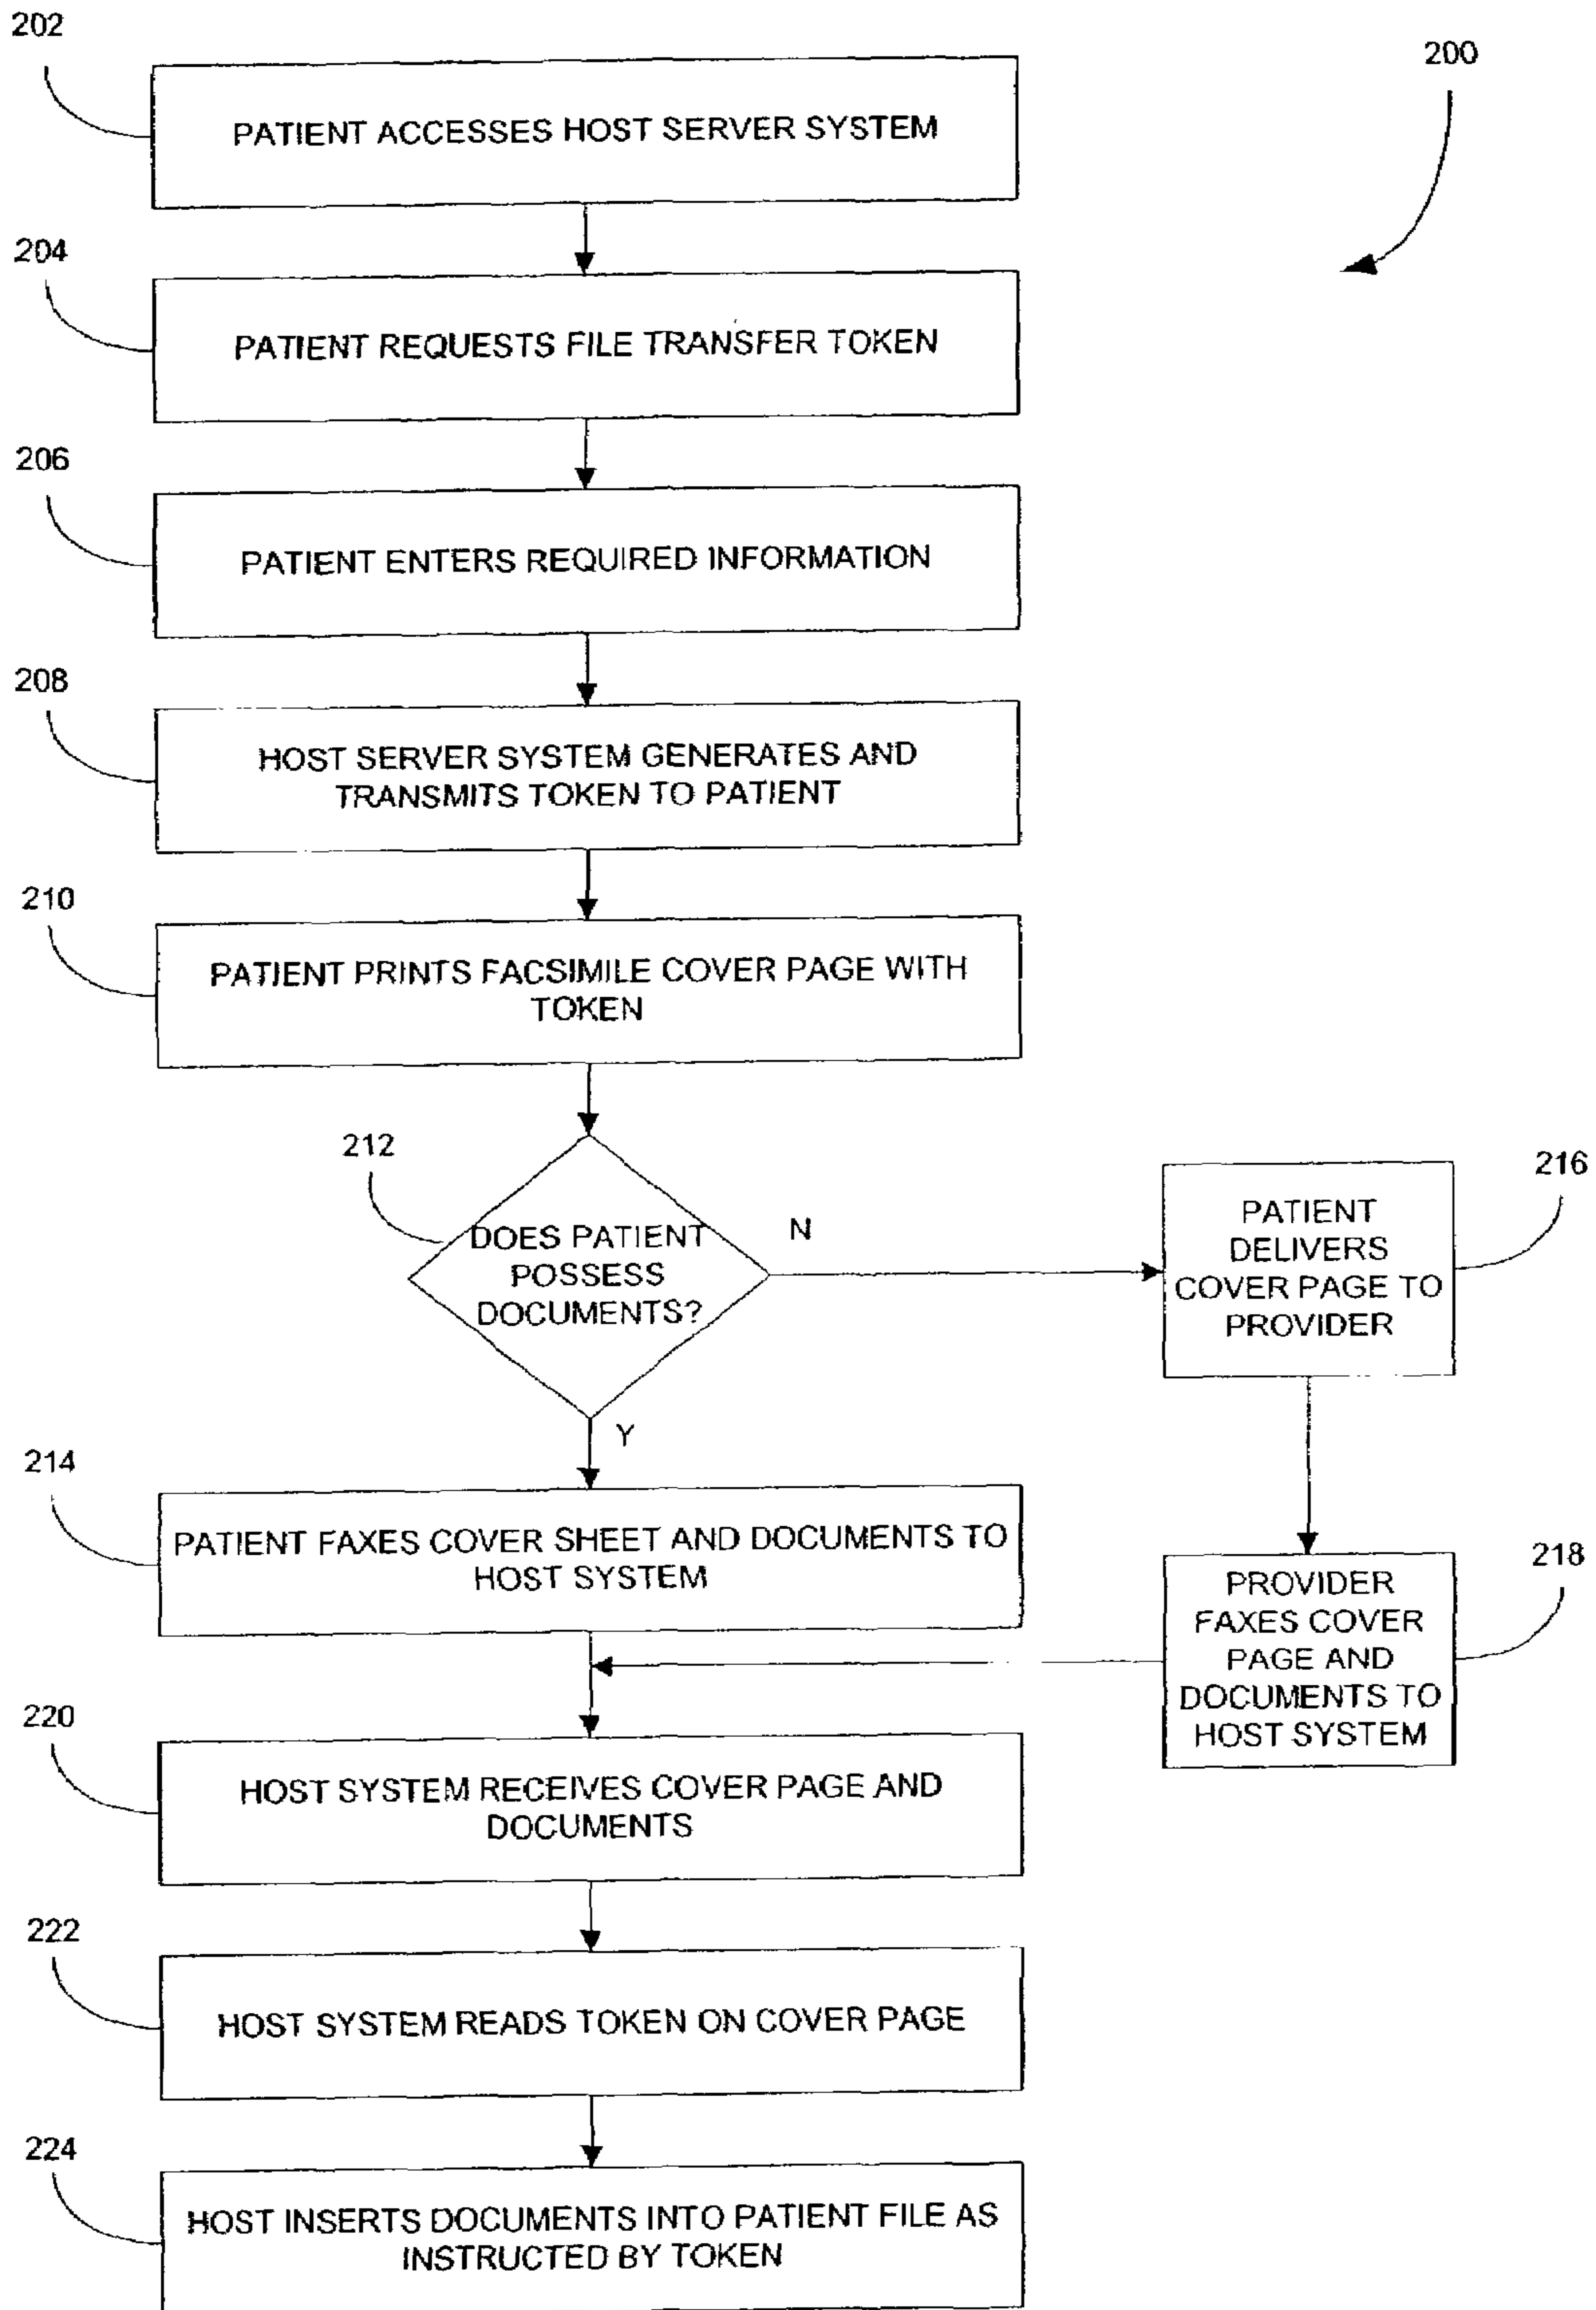 202
200
PATIENT ACCESSES HOST SERVER SYSTEM
204
PATIENT REQUESTS FILE TRANSFER TOKEN
206
PATIENT ENTERS REQUIRED INFORMATION
208
HOST SERVER SYSTEM GENERATES AND
TRANSMITS TOKEN TO PATIENT
210
PATIENT PRINTS FACSIMILE COVER PAGE WITH
TOKEN
212
DOES PATIENT
POSSESS
DOCUMENTS?
N
216
PATIENT
DELIVERS
COVER PAGE TO
PROVIDER
Y
214
PATIENT FAXES COVER SHEET AND DOCUMENTS TO
HOST SYSTEM
218
PROVIDER
FAXES COVER
PAGE AND
DOCUMENTS TO
HOST SYSTEM
220
HOST SYSTEM RECEIVES COVER PAGE AND
DOCUMENTS
222
HOST SYSTEM READS TOKEN ON COVER PAGE
224
HOST INSERTS DOCUMENTS INTO PATIENT FILE AS
INSTRUCTED BY TOKEN